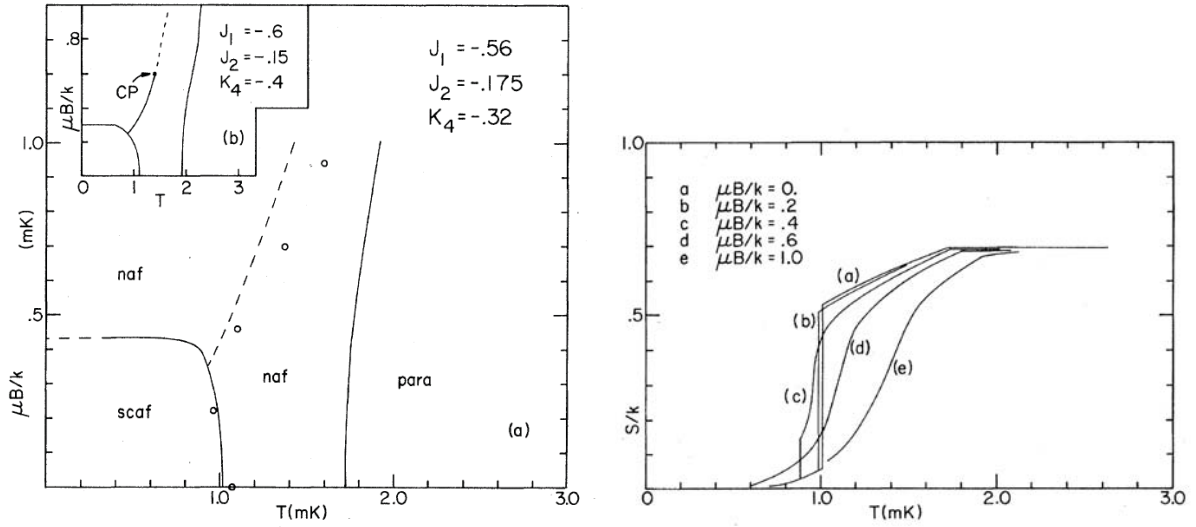 J₁ = -.6
J₂ = -.15
K₄ = -.4
.8
CP
μB/k
(b)
0
1
2
3
T
J₁ = -.56
J₂ = -.175
K₄ = -.32
1.0
(mK)
.5
μB/k
naf
naf
scaf
para
(a)
1.0
2.0
3.0
T(mK)
1.0
.5
S/k
a μB/k = 0.
b μB/k = .2
c μB/k = .4
d μB/k = .6
e μB/k = 1.0
(a)
(b)
(c)
(d)
(e)
0
1.0
2.0
3.0
T(mK)